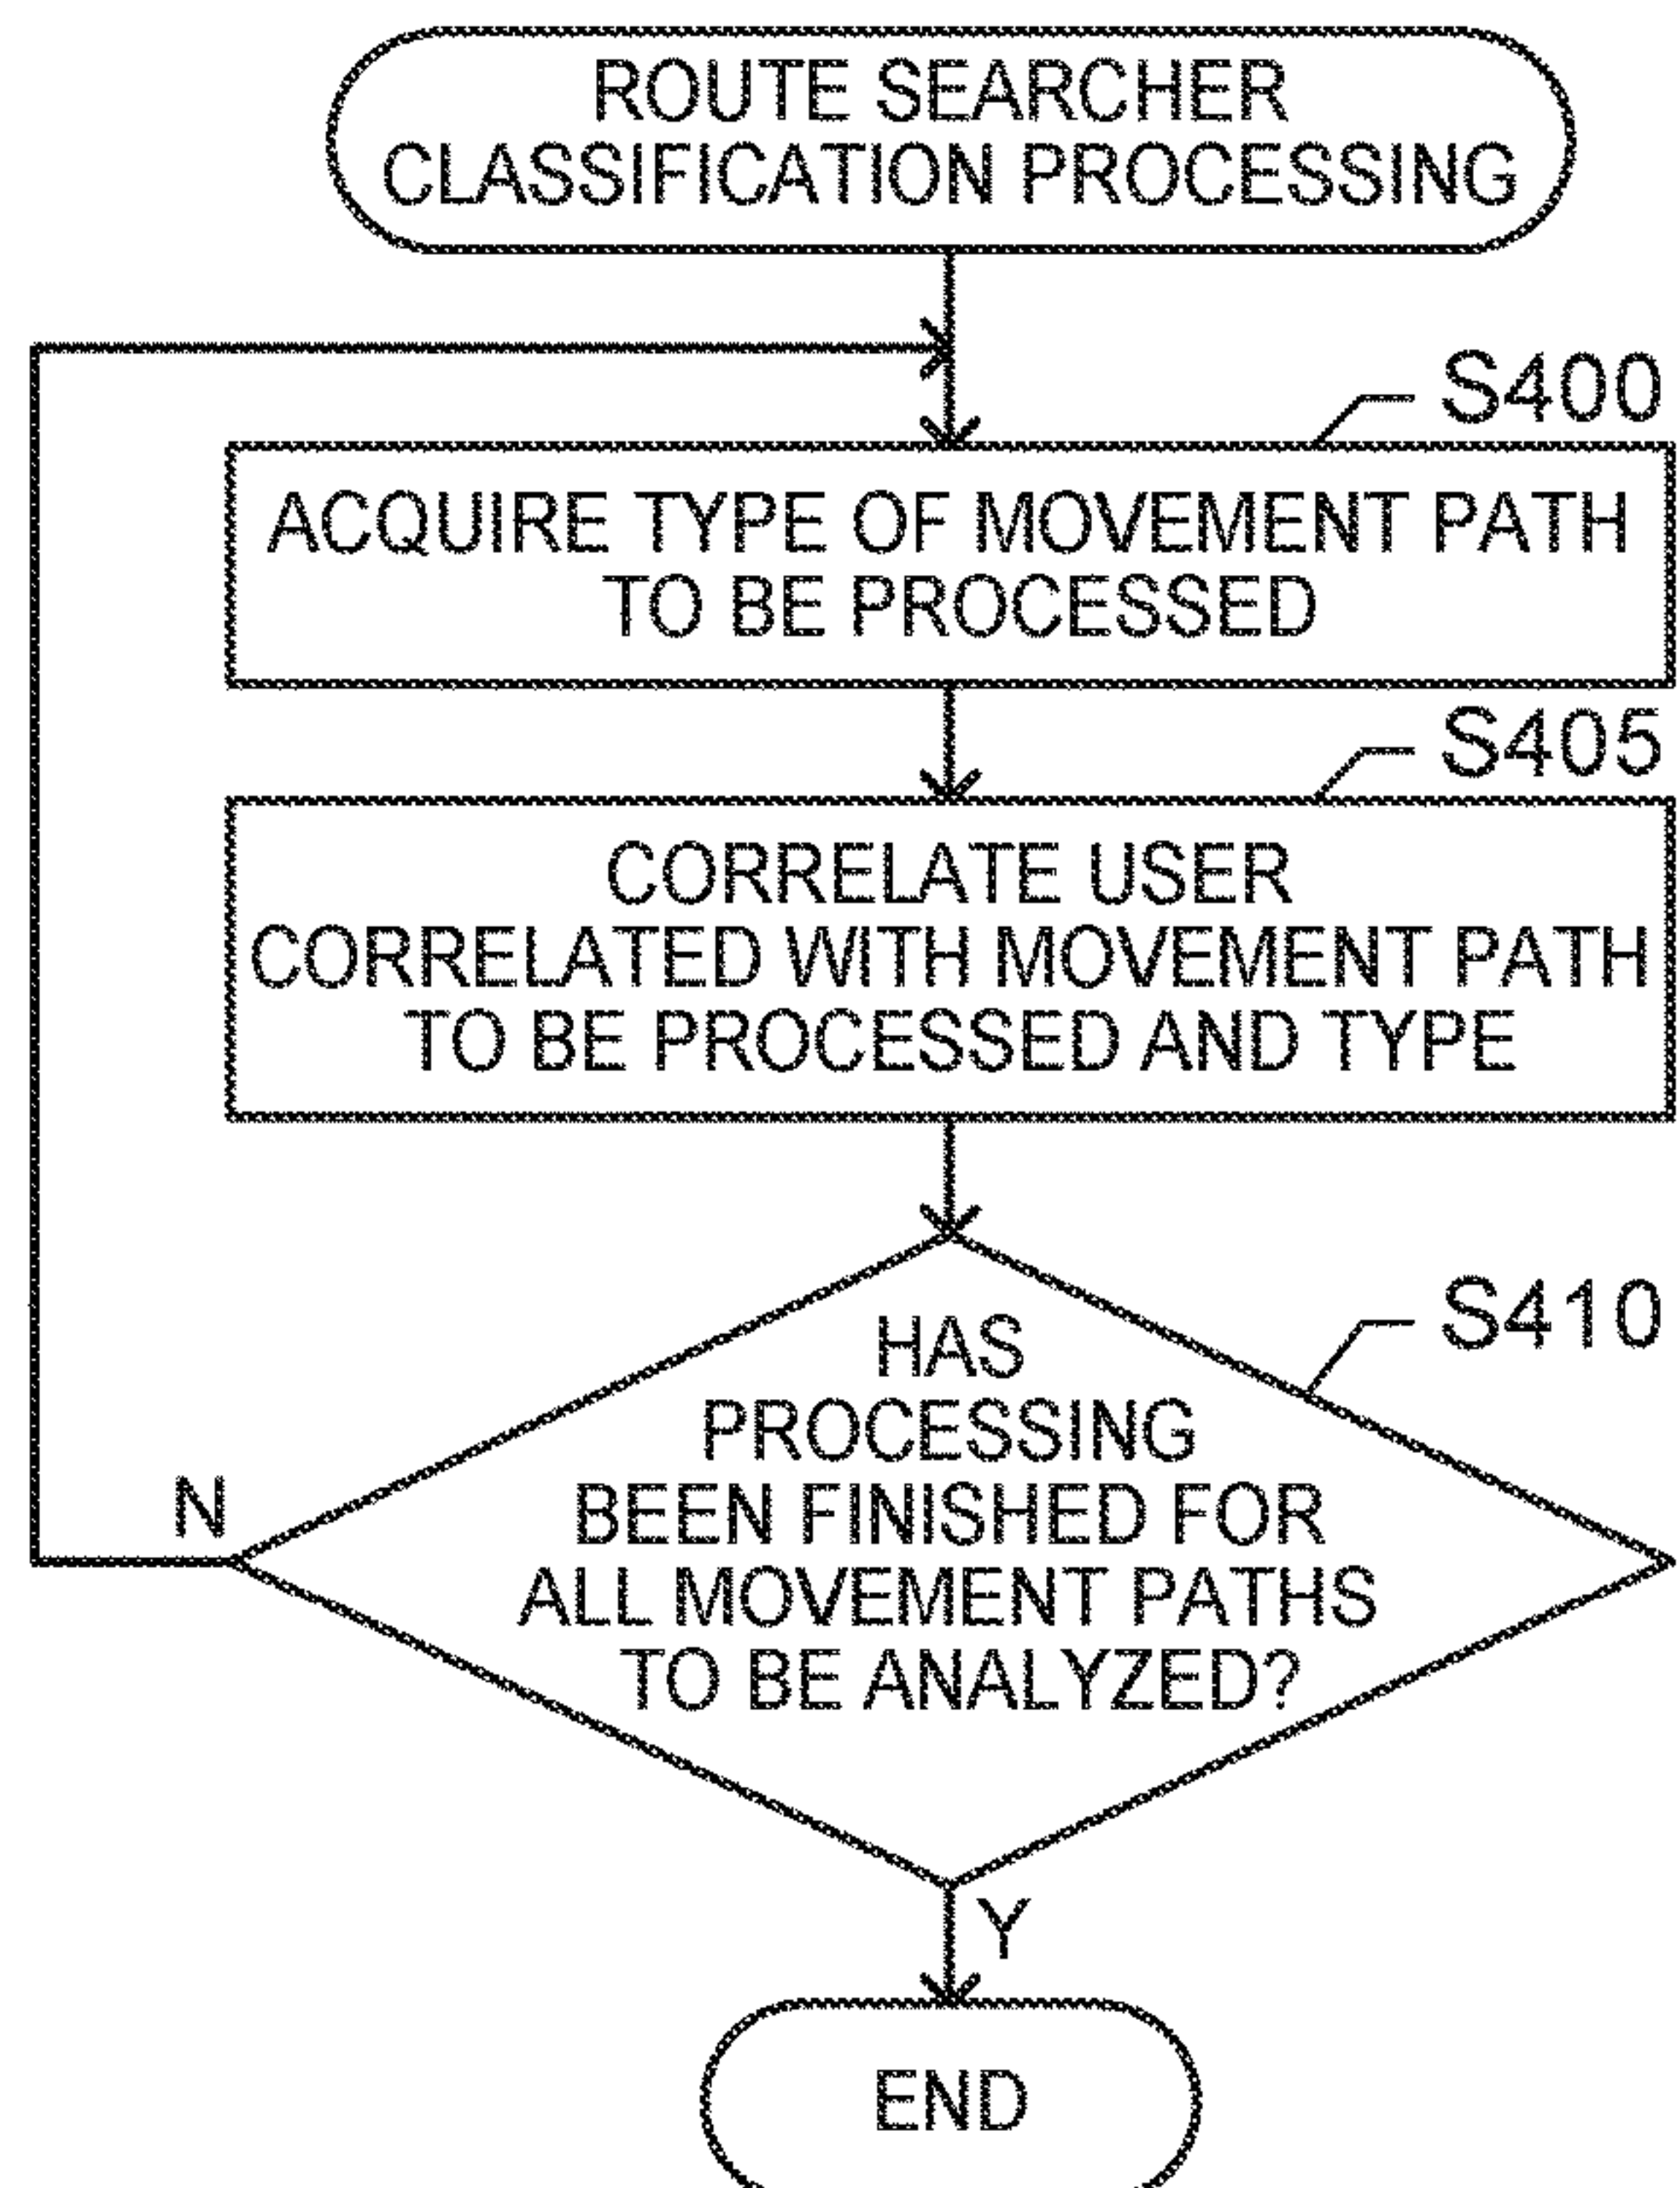 ROUTE SEARCHER
CLASSIFICATION PROCESSING
S400
ACQUIRE TYPE OF MOVEMENT PATH
TO BE PROCESSED
S405
CORRELATE USER
CORRELATED WITH MOVEMENT PATH
TO BE PROCESSED AND TYPE
S410
HAS
PROCESSING
BEEN FINISHED FOR
ALL MOVEMENT PATHS
TO BE ANALYZED?
N
Y
END